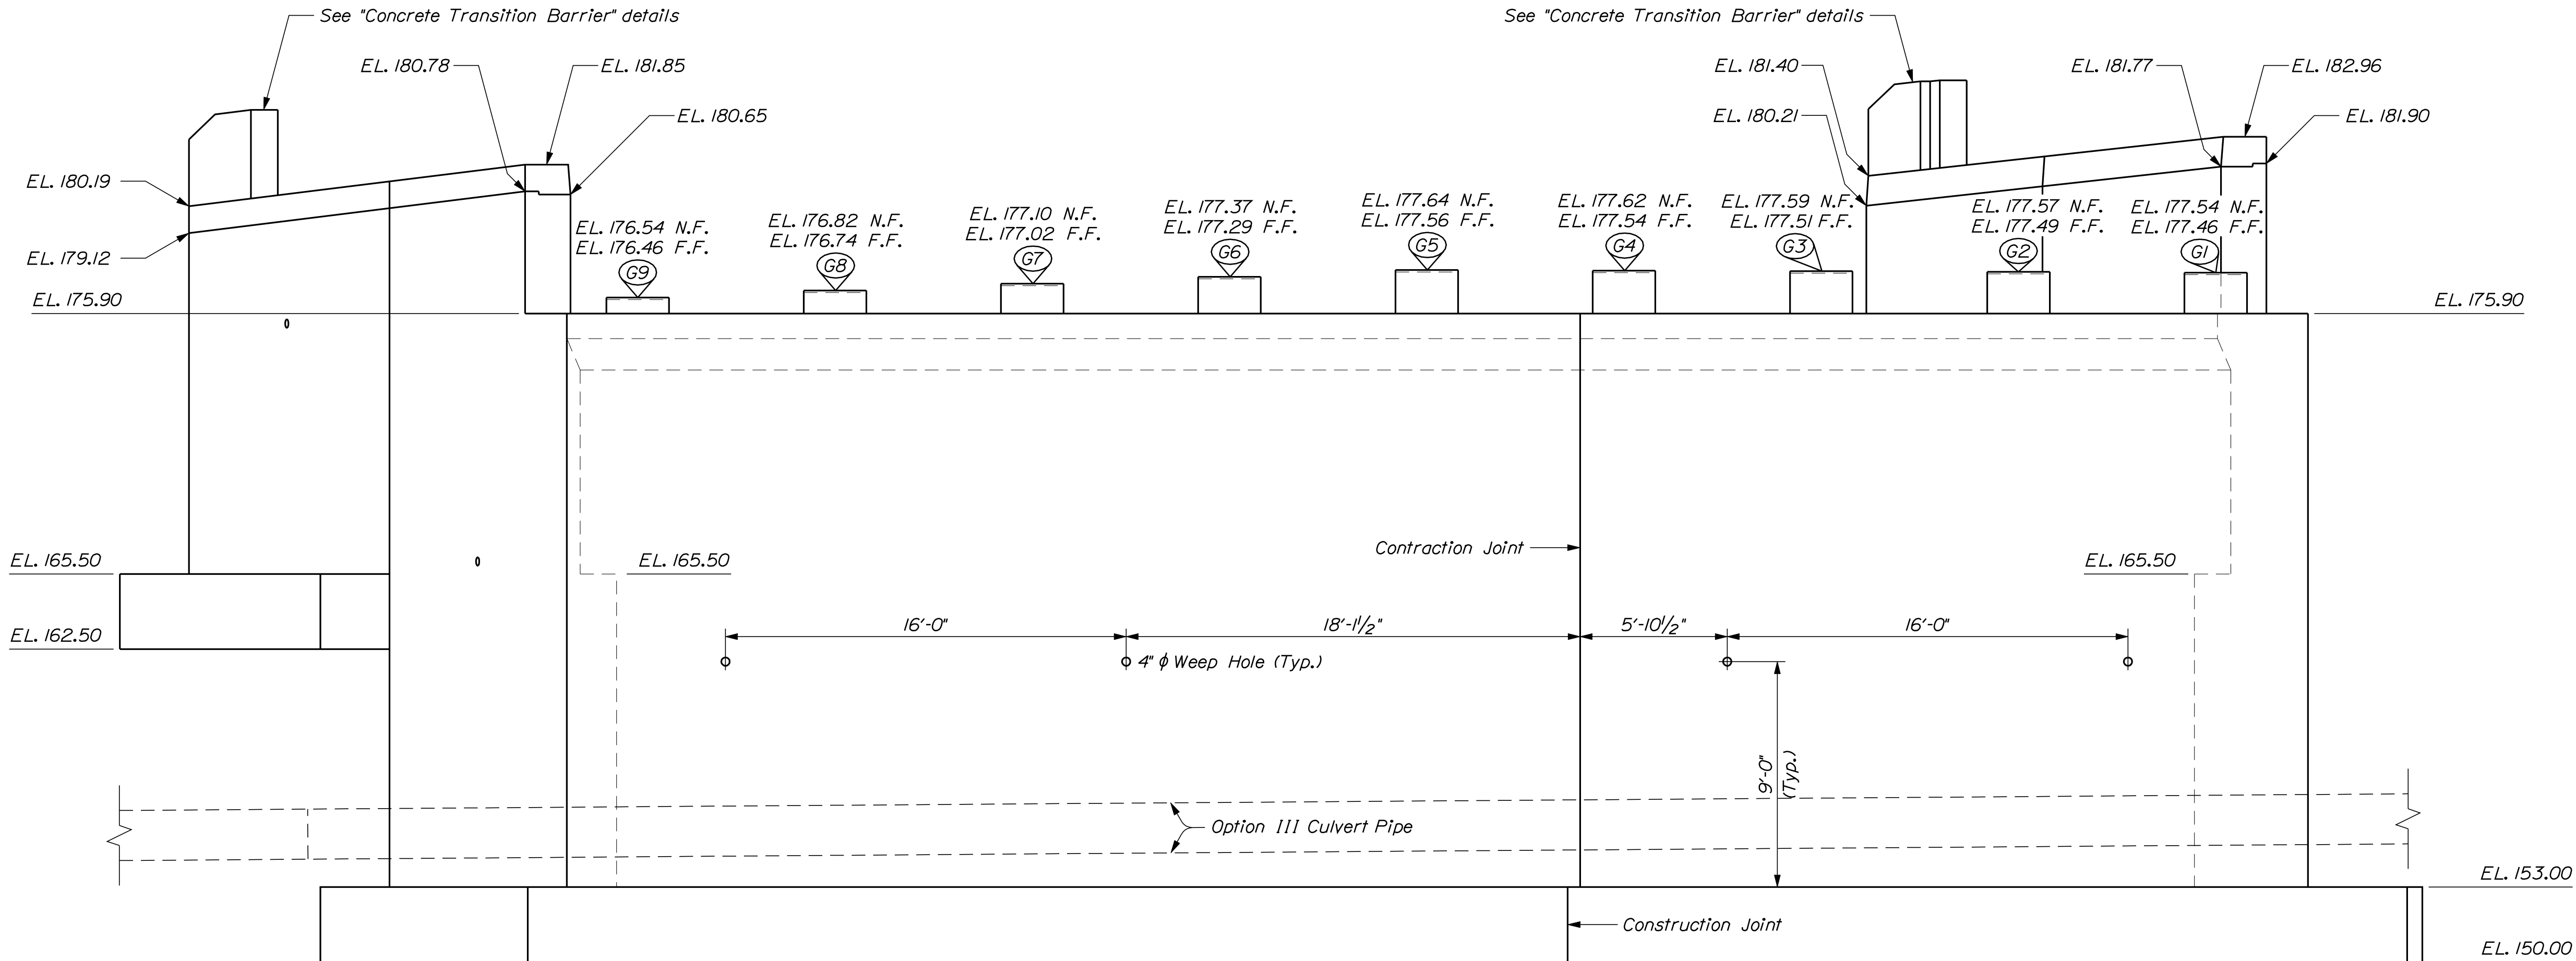 See "Concrete Transition Barrier" details
See "Concrete Transition Barrier" details
EL. 180.78
EL. 181.85
EL. 181.40
EL. 181.77
EL. 182.96
EL. 180.65
EL. 180.21
EL. 181.90
EL. 180.19
EL. 179.12
EL. 175.90
EL. 176.54 N.F.
EL. 176.46 F.F.
G9
EL. 176.82 N.F.
EL. 176.74 F.F.
G8
EL. 177.10 N.F.
EL. 177.02 F.F.
G7
EL. 177.37 N.F.
EL. 177.29 F.F.
G6
EL. 177.64 N.F.
EL. 177.56 F.F.
G5
EL. 177.62 N.F.
EL. 177.54 F.F.
G4
EL. 177.59 N.F.
EL. 177.51 F.F.
G3
EL. 177.57 N.F.
EL. 177.49 F.F.
G2
EL. 177.54 N.F.
EL. 177.46 F.F.
G1
EL. 175.90
Contraction Joint
EL. 165.50
EL. 165.50
EL. 165.50
EL. 162.50
16'-0"
18'-1½"
5'-10½"
16'-0"
4" ϕ Weep Hole (Typ.)
9'-0"
(Typ.)
Option III Culvert Pipe
EL. 153.00
Construction Joint
EL. 150.00